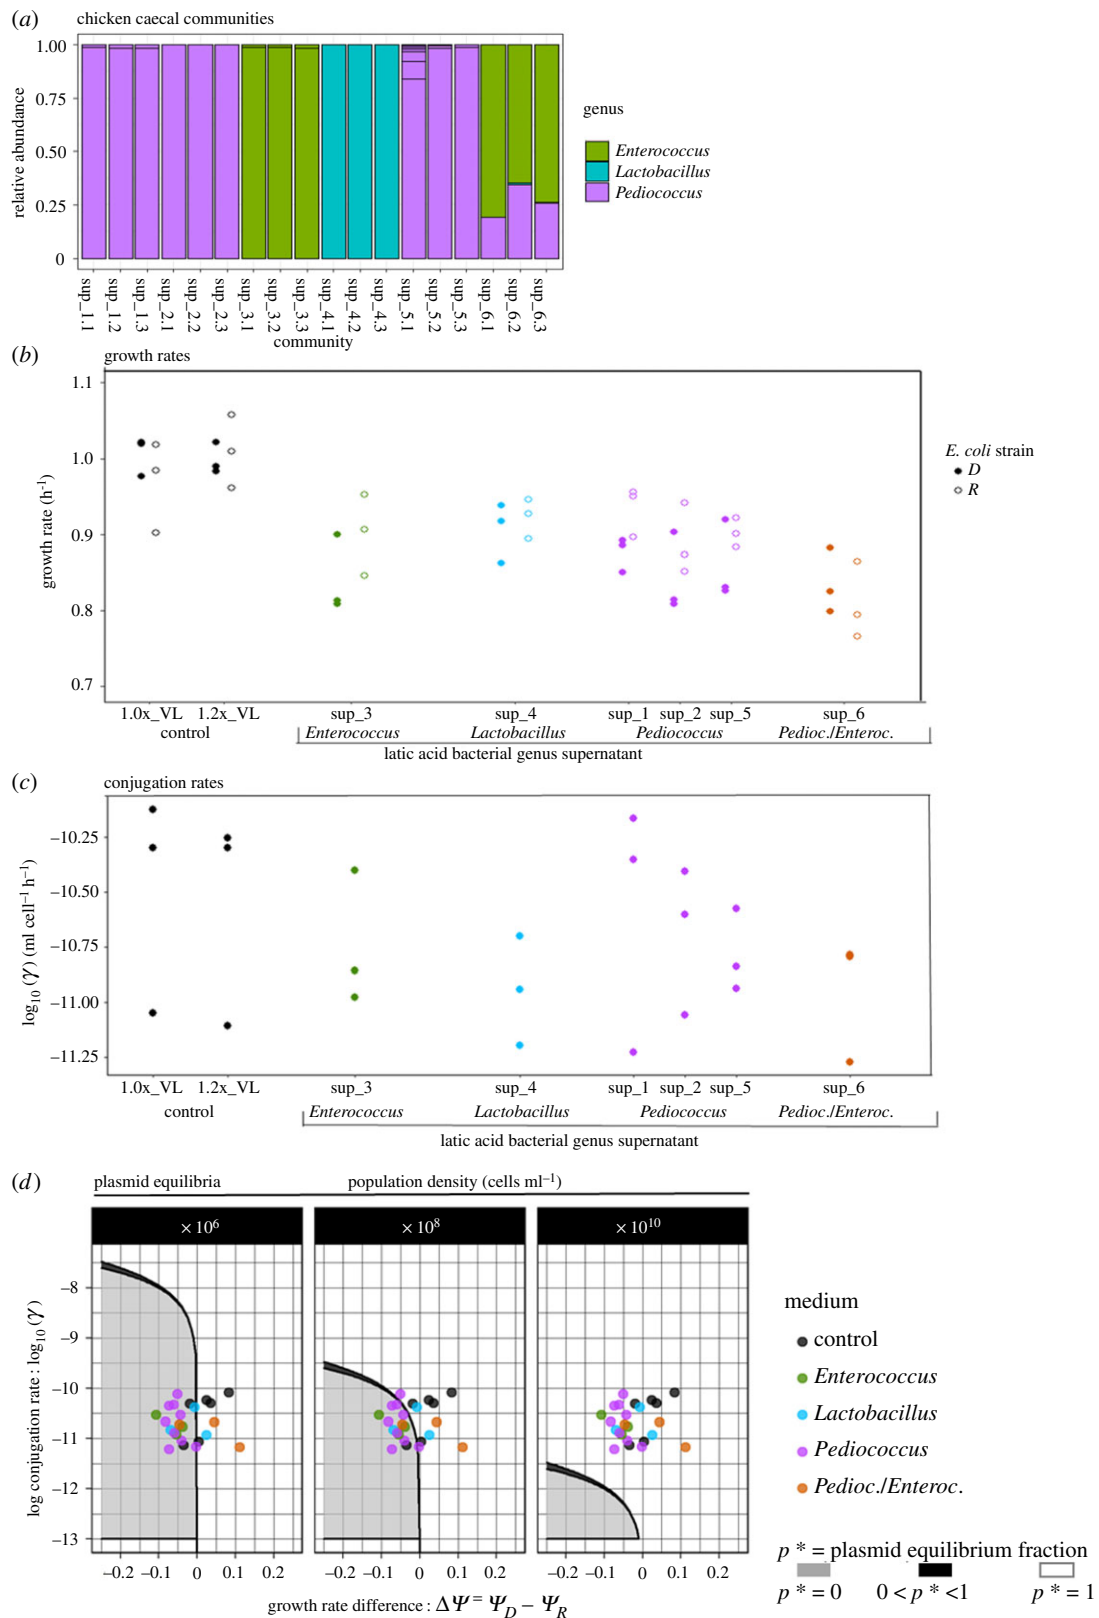 (a) chicken caecal communities
relative abundance
1.00
0.75
0.50
0.25
0
sup_1.1
sup_1.2
sup_1.3
sup_2.1
sup_2.2
sup_2.3
sup_3.1
sup_3.2
sup_3.3
sup_4.1
sup_4.2
sup_4.3
sup_5.1
sup_5.2
sup_5.3
sup_6.1
sup_6.2
sup_6.3
community
genus
Enterococcus
Lactobacillus
Pediococcus
(b) growth rates
growth rate (h⁻¹)
1.1
1.0
0.9
0.8
0.7
1.0x_VL 1.2x_VL sup_3 sup_4 sup_1 sup_2 sup_5 sup_6
control Enterococcus Lactobacillus Pediococcus Pedioc./Enteroc.
latic acid bacterial genus supernatant
E. coli strain
D
R
(c) conjugation rates
log₁₀ (γ) (ml cell⁻¹ h⁻¹)
−10.25
−10.50
−10.75
−11.00
−11.25
1.0x_VL 1.2x_VL sup_3 sup_4 sup_1 sup_2 sup_5 sup_6
control Enterococcus Lactobacillus Pediococcus Pedioc./Enteroc.
latic acid bacterial genus supernatant
(d) plasmid equilibria population density (cells ml⁻¹)
× 10⁶ × 10⁸ × 10¹⁰
log conjugation rate : log₁₀ (γ)
−8
−9
−10
−11
−12
−13
−0.2 −0.1 0 0.1 0.2 −0.2 −0.1 0 0.1 0.2 −0.2 −0.1 0 0.1 0.2
growth rate difference : ΔΨ = Ψ_D − Ψ_R
medium
control
Enterococcus
Lactobacillus
Pediococcus
Pedioc./Enteroc.
p * = plasmid equilibrium fraction
p * = 0 0 < p * <1 p * = 1